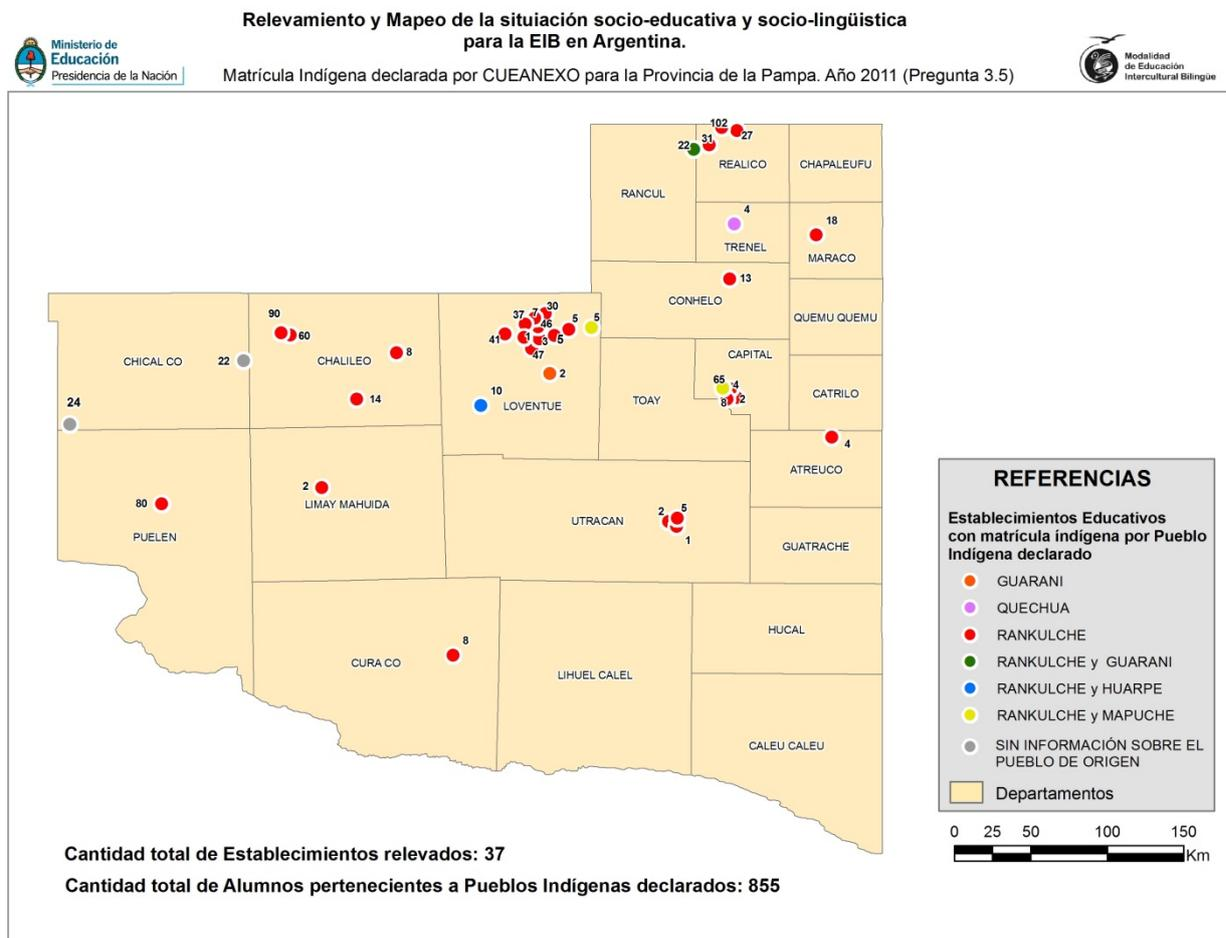 Relevamiento y Mapeo de la situiación socio-educativa y socio-lingüistica
para la EIB en Argentina.
Ministerio de
Educación
Presidencia de la Nación
Matrícula Indígena declarada por CUEANEXO para la Provincia de la Pampa. Año 2011 (Pregunta 3.5)
Modalidad
de Educación
Intercultural Bilingüe
102
27
31
22
REALICO
CHAPALEUFU
RANCUL
4
TRENEL
18
MARACO
13
CONHELO
QUEMU QUEMU
90
60
CHALILEO
8
14
22
CHICAL CO
24
37
7
30
46
5
5
41
1
3
5
47
2
10
LOVENTUE
CAPITAL
65
4
8
2
TOAY
CATRILO
4
ATREUCO
80
PUELEN
2
LIMAY MAHUIDA
UTRACAN
2
5
1
GUATRACHE
8
CURA CO
LIHUEL CALEL
HUCAL
CALEU CALEU
REFERENCIAS
Establecimientos Educativos
con matrícula indígena por Pueblo
Indígena declarado
GUARANI
QUECHUA
RANKULCHE
RANKULCHE y GUARANI
RANKULCHE y HUARPE
RANKULCHE y MAPUCHE
SIN INFORMACIÓN SOBRE EL
PUEBLO DE ORIGEN
Departamentos
0 25 50 100 150
Km
Cantidad total de Establecimientos relevados: 37
Cantidad total de Alumnos pertenecientes a Pueblos Indígenas declarados: 855